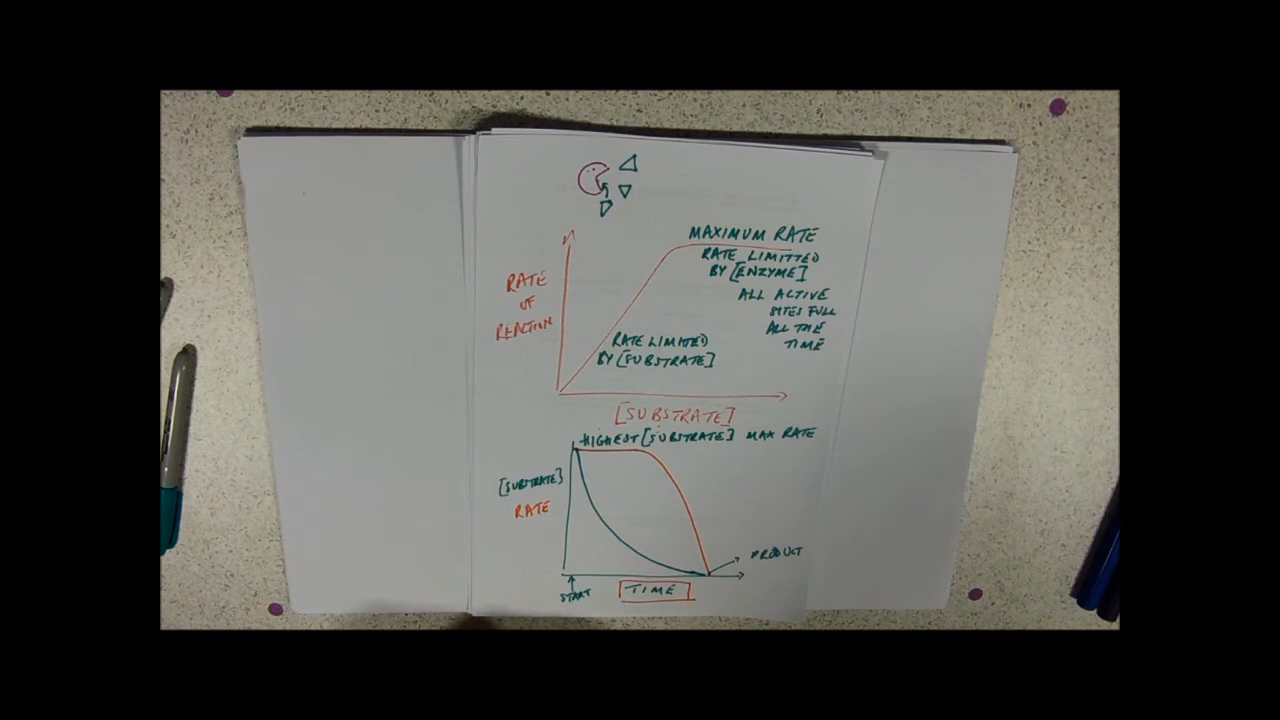 MAXIMUM RATE
RATE LIMITTED
BY [ENZYME]
ALL ACTIVE
SITES FULL
ALL THE
TIME
RATE
OF
REACTION
RATE LIMITED
BY [SUBSTRATE]
[SUBSTRATE]
HIGHEST [SUBSTRATE] MAX RATE
[SUBSTRATE]
RATE
PRODUCT
START
TIME